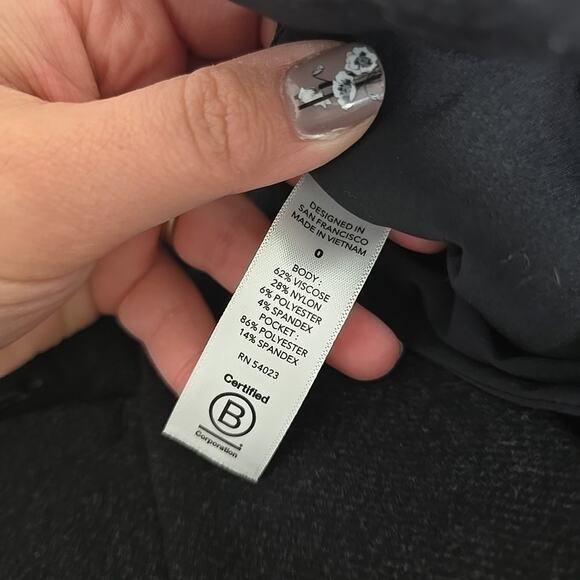 DESIGNED IN
SAN FRANCISCO
MADE IN VIETNAM
0
BODY:
62% VISCOSE
28% NYLON
6% POLYESTER
4% SPANDEX
POCKET:
86% POLYESTER
14% SPANDEX
RN 54023
Certified
B
Corporation